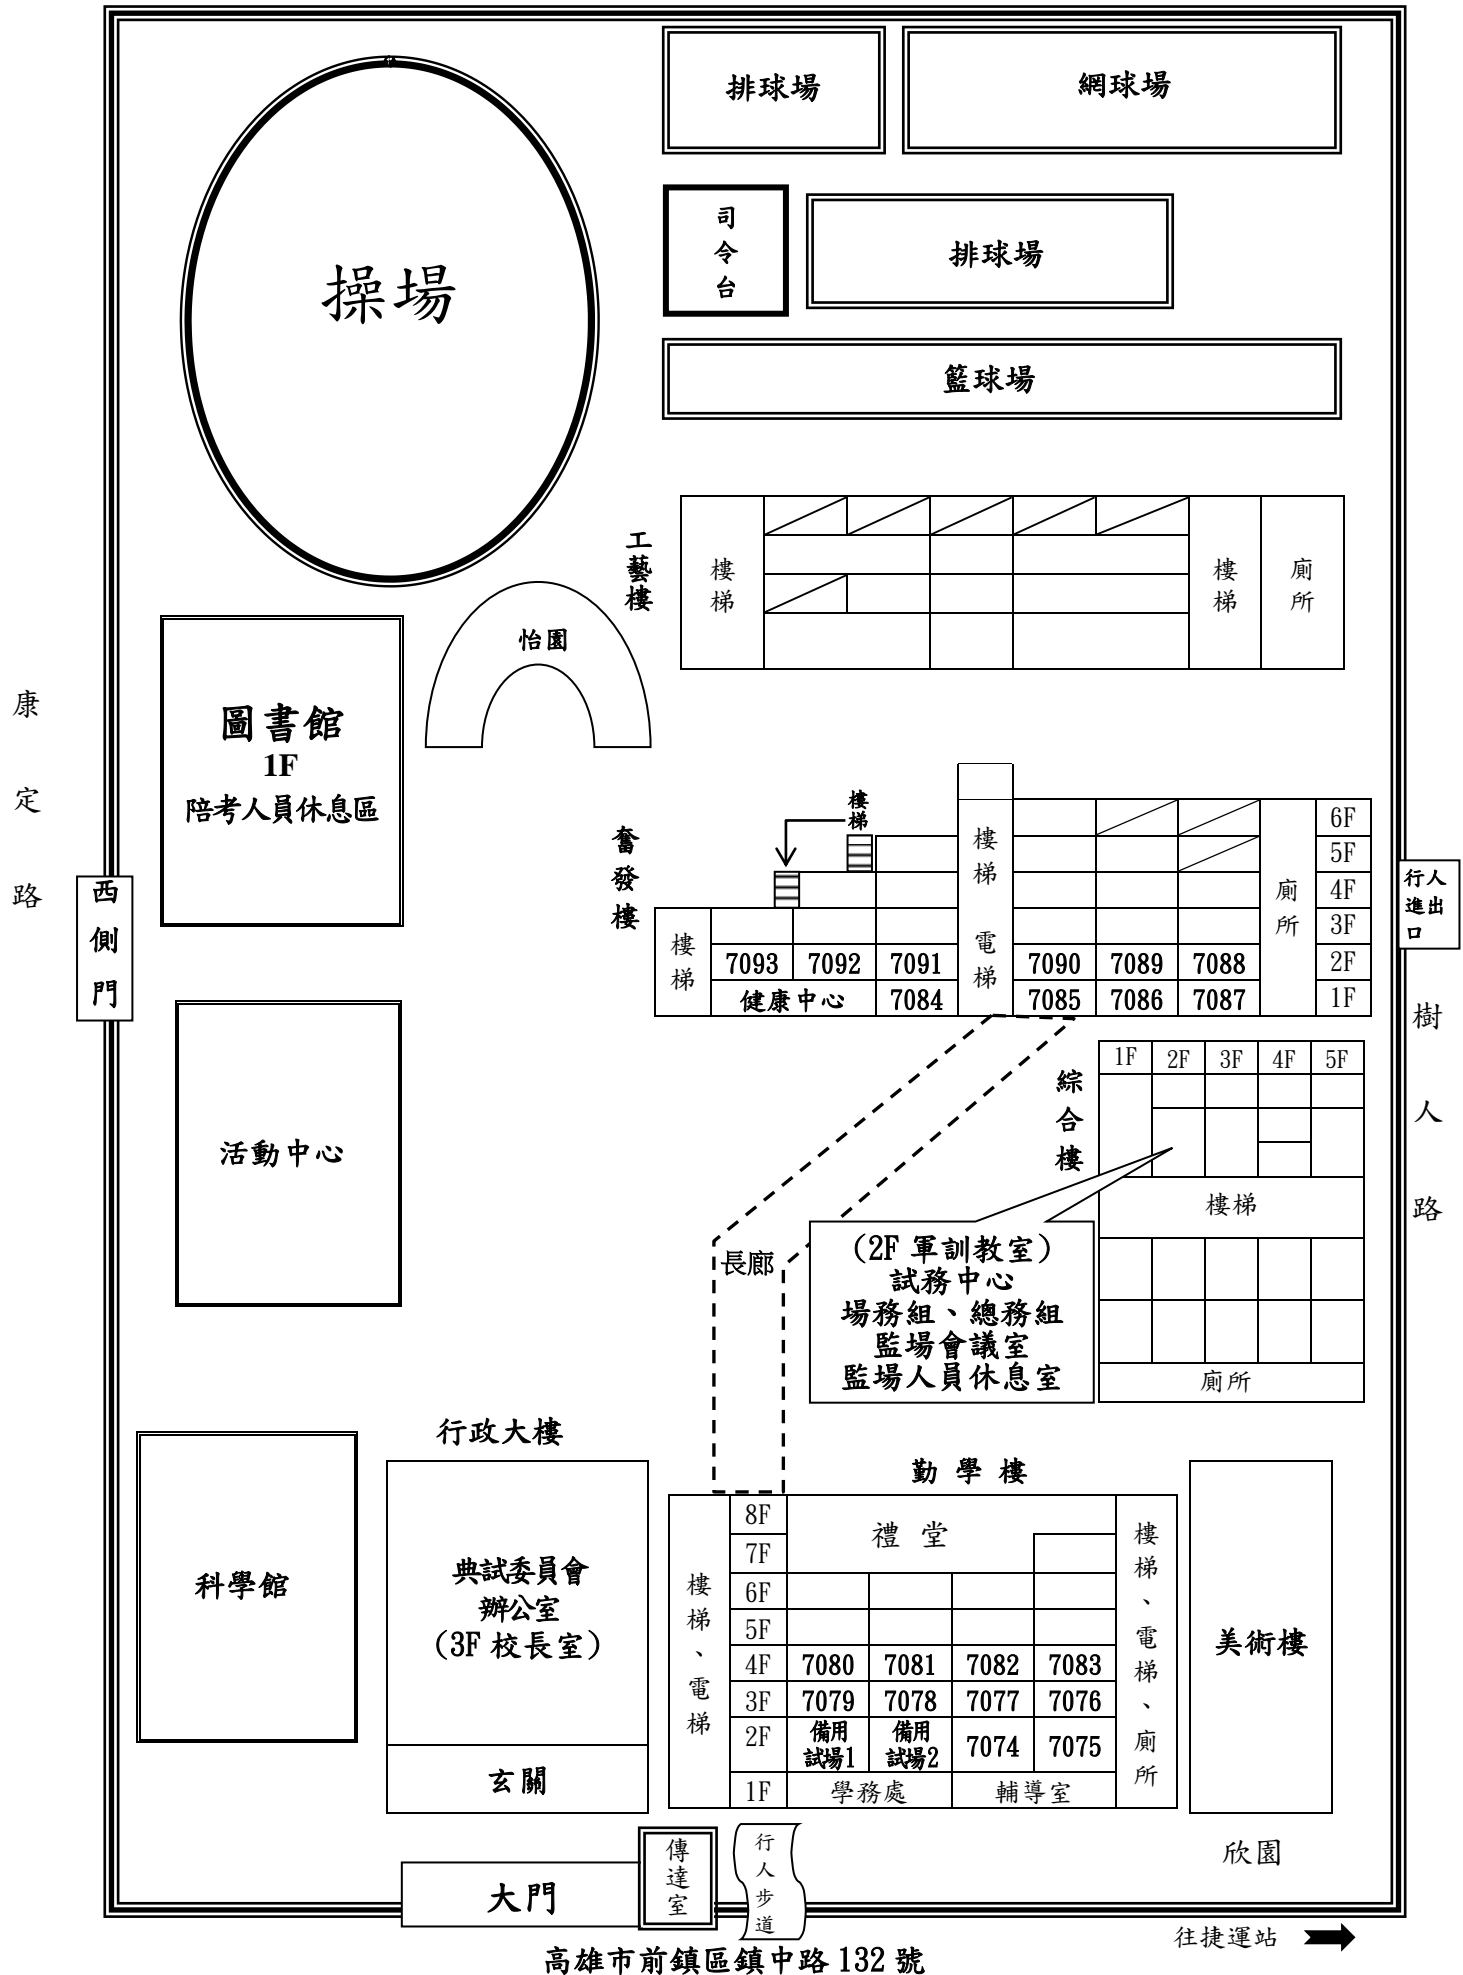 排球場
網球場
司
令
台
排球場
操場
籃球場
工
藝
樓
樓
梯
樓
梯
廁
所
怡園
圖書館
1F
陪考人員休息區
康
定
路
西
側
門
奮
發
樓
樓
梯
樓
梯
電
梯
廁
所
6F
5F
4F
3F
2F
1F
樓
梯
7093 7092 7091 7090 7089 7088
健康中心 7084 7085 7086 7087
行人
進出
口
樹
人
路
綜
合
樓
1F 2F 3F 4F 5F
樓梯
廁所
活動中心
長廊
(2F 軍訓教室)
試務中心
場務組、總務組
監場會議室
監場人員休息室
行政大樓
勤學樓
科學館
典試委員會
辦公室
(3F 校長室)
玄關
樓
梯
、
電
梯
8F
禮堂
7F
6F
5F
4F 7080 7081 7082 7083
3F 7079 7078 7077 7076
2F 備用 備用 7074 7075
試場1 試場2
1F 學務處 輔導室
樓
梯
、
電
梯
、
廁
所
美術樓
欣園
大門
傳
達
室
行
人
步
道
往捷運站
高雄市前鎮區鎮中路 132 號